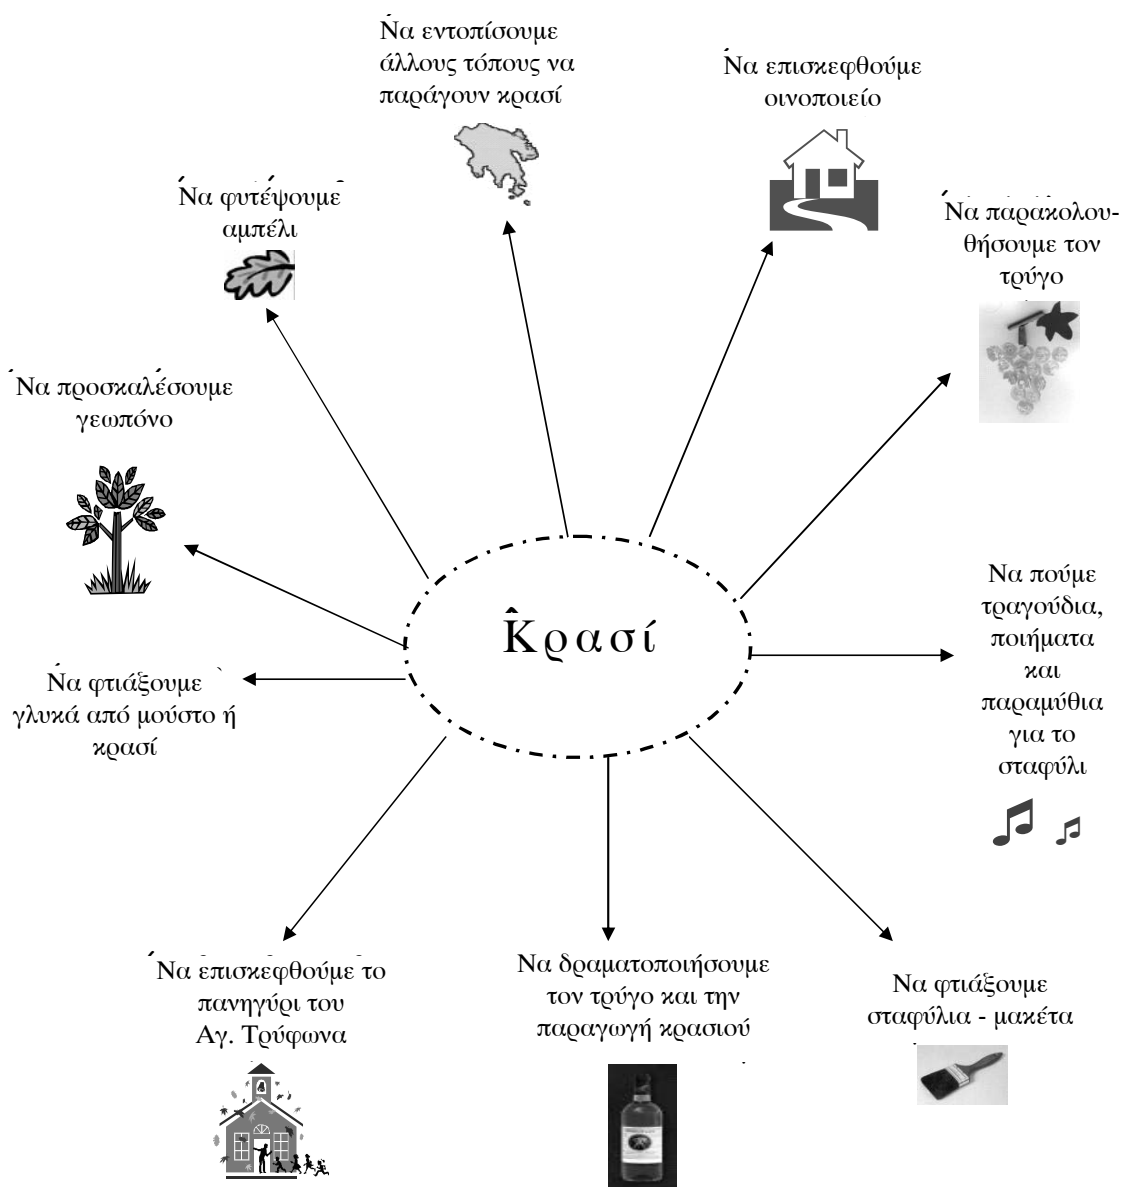 Να εντοπίσουμε
άλλους τόπους να
παράγουν κρασί
Να επισκεφθούμε
οινοποιείο
Να φυτέψουμε
αμπέλι
Να παρακολου-
θήσουμε τον
τρύγο
Να προσκαλέσουμε
γεωπόνο
Κρασί
Να πούμε
τραγούδια,
ποιήματα
και
παραμύθια
για το
σταφύλι
Να φτιάξουμε
γλυκά από μούστο ή
κρασί
Να επισκεφθούμε το
πανηγύρι του
Αγ. Τρύφωνα
Να δραματοποιήσουμε
τον τρύγο και την
παραγωγή κρασιού
Να φτιάξουμε
σταφύλια - μακέτα